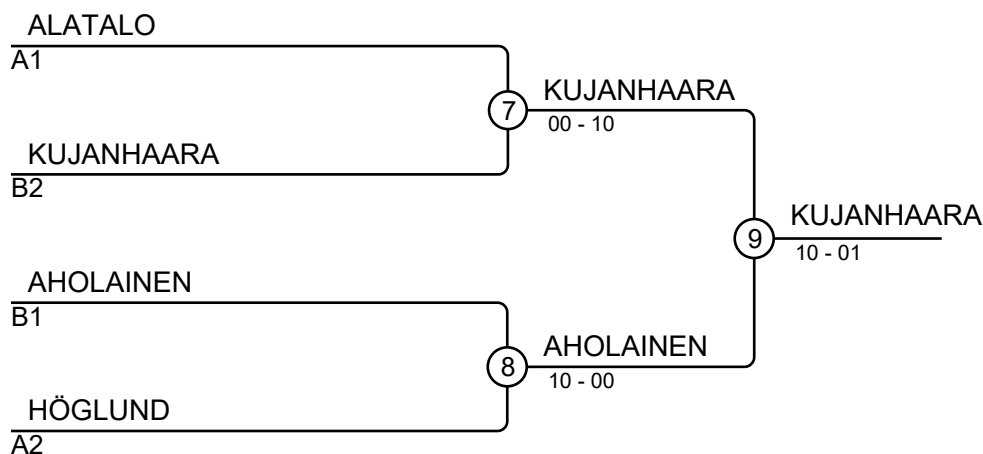 ALATALO
A1
7
KUJANHAARA
00 - 10
KUJANHAARA
B2
9
KUJANHAARA
10 - 01
AHOLAINEN
B1
8
AHOLAINEN
10 - 00
HÖGLUND
A2